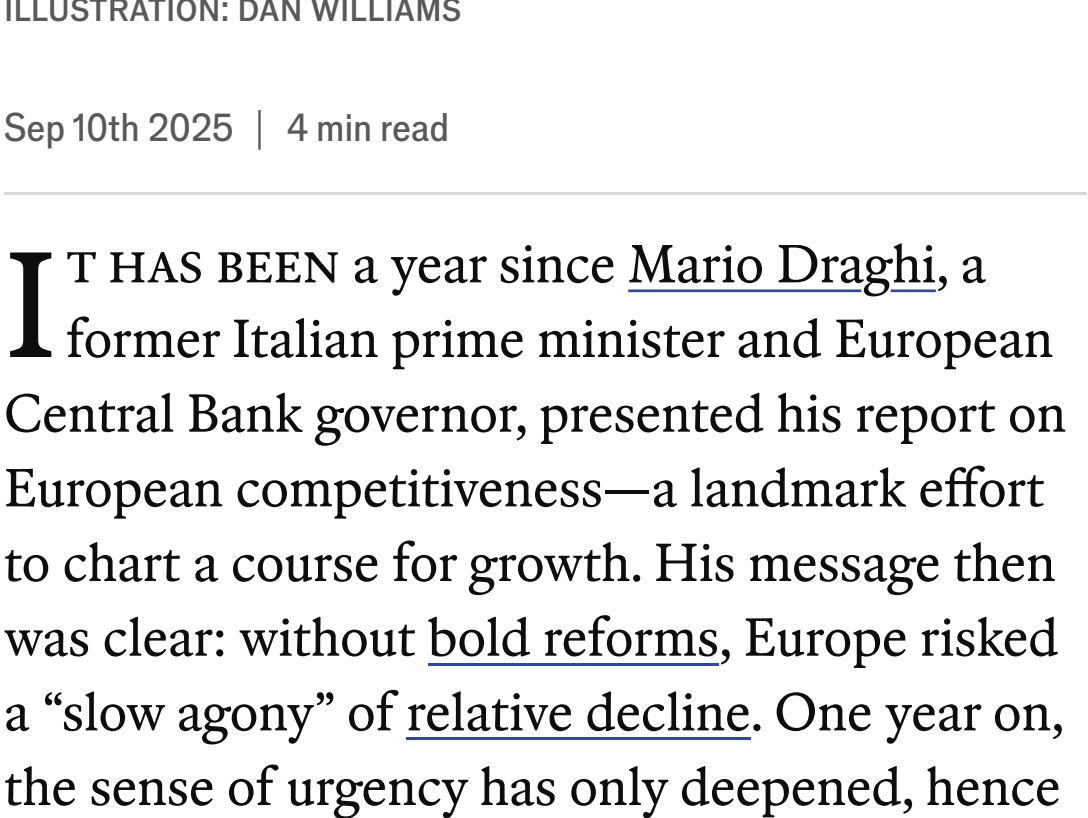 ILLUSTRATION: DAN WILLIAMS
Sep 10th 2025 | 4 min read
IT HAS BEEN a year since Mario Draghi, a
former Italian prime minister and European
Central Bank governor, presented his report on
European competitiveness—a landmark effort
to chart a course for growth. His message then
was clear: without bold reforms, Europe risked
a “slow agony” of relative decline. One year on,
the sense of urgency has only deepened, hence